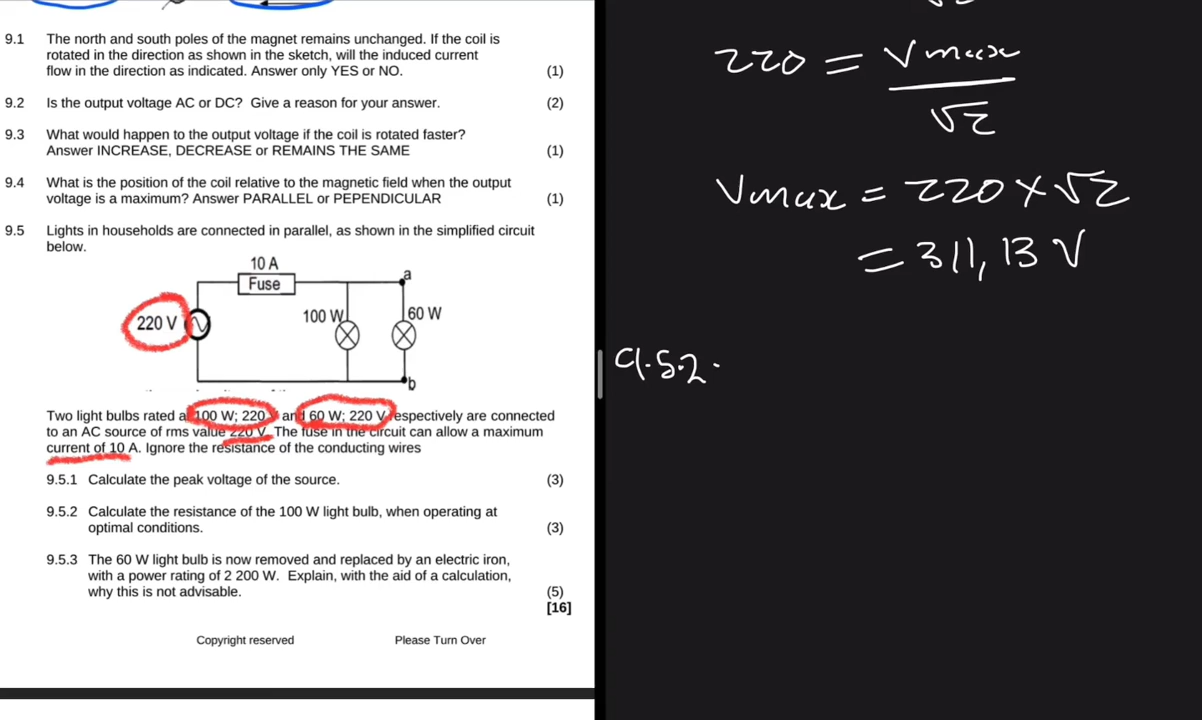 9.1 The north and south poles of the magnet remains unchanged. If the coil is
rotated in the direction as shown in the sketch, will the induced current
flow in the direction as indicated. Answer only YES or NO. (1)
9.2 Is the output voltage AC or DC? Give a reason for your answer. (2)
9.3 What would happen to the output voltage if the coil is rotated faster?
Answer INCREASE, DECREASE or REMAINS THE SAME (1)
9.4 What is the position of the coil relative to the magnetic field when the output
voltage is a maximum? Answer PARALLEL or PEPENDICULAR (1)
9.5 Lights in households are connected in parallel, as shown in the simplified circuit
below.
10 A
Fuse
a
220 V
100 W
60 W
b
Two light bulbs rated at 100 W; 220 V and 60 W; 220 V respectively are connected
to an AC source of rms value 220 V. The fuse in the circuit can allow a maximum
current of 10 A. Ignore the resistance of the conducting wires
9.5.1 Calculate the peak voltage of the source. (3)
9.5.2 Calculate the resistance of the 100 W light bulb, when operating at
optimal conditions. (3)
9.5.3 The 60 W light bulb is now removed and replaced by an electric iron,
with a power rating of 2 200 W. Explain, with the aid of a calculation,
why this is not advisable. (5)
[16]
Copyright reserved Please Turn Over
√2
220 = Vmax
√2
Vmax = 220 × √2
= 311,13 V
9.5.2.